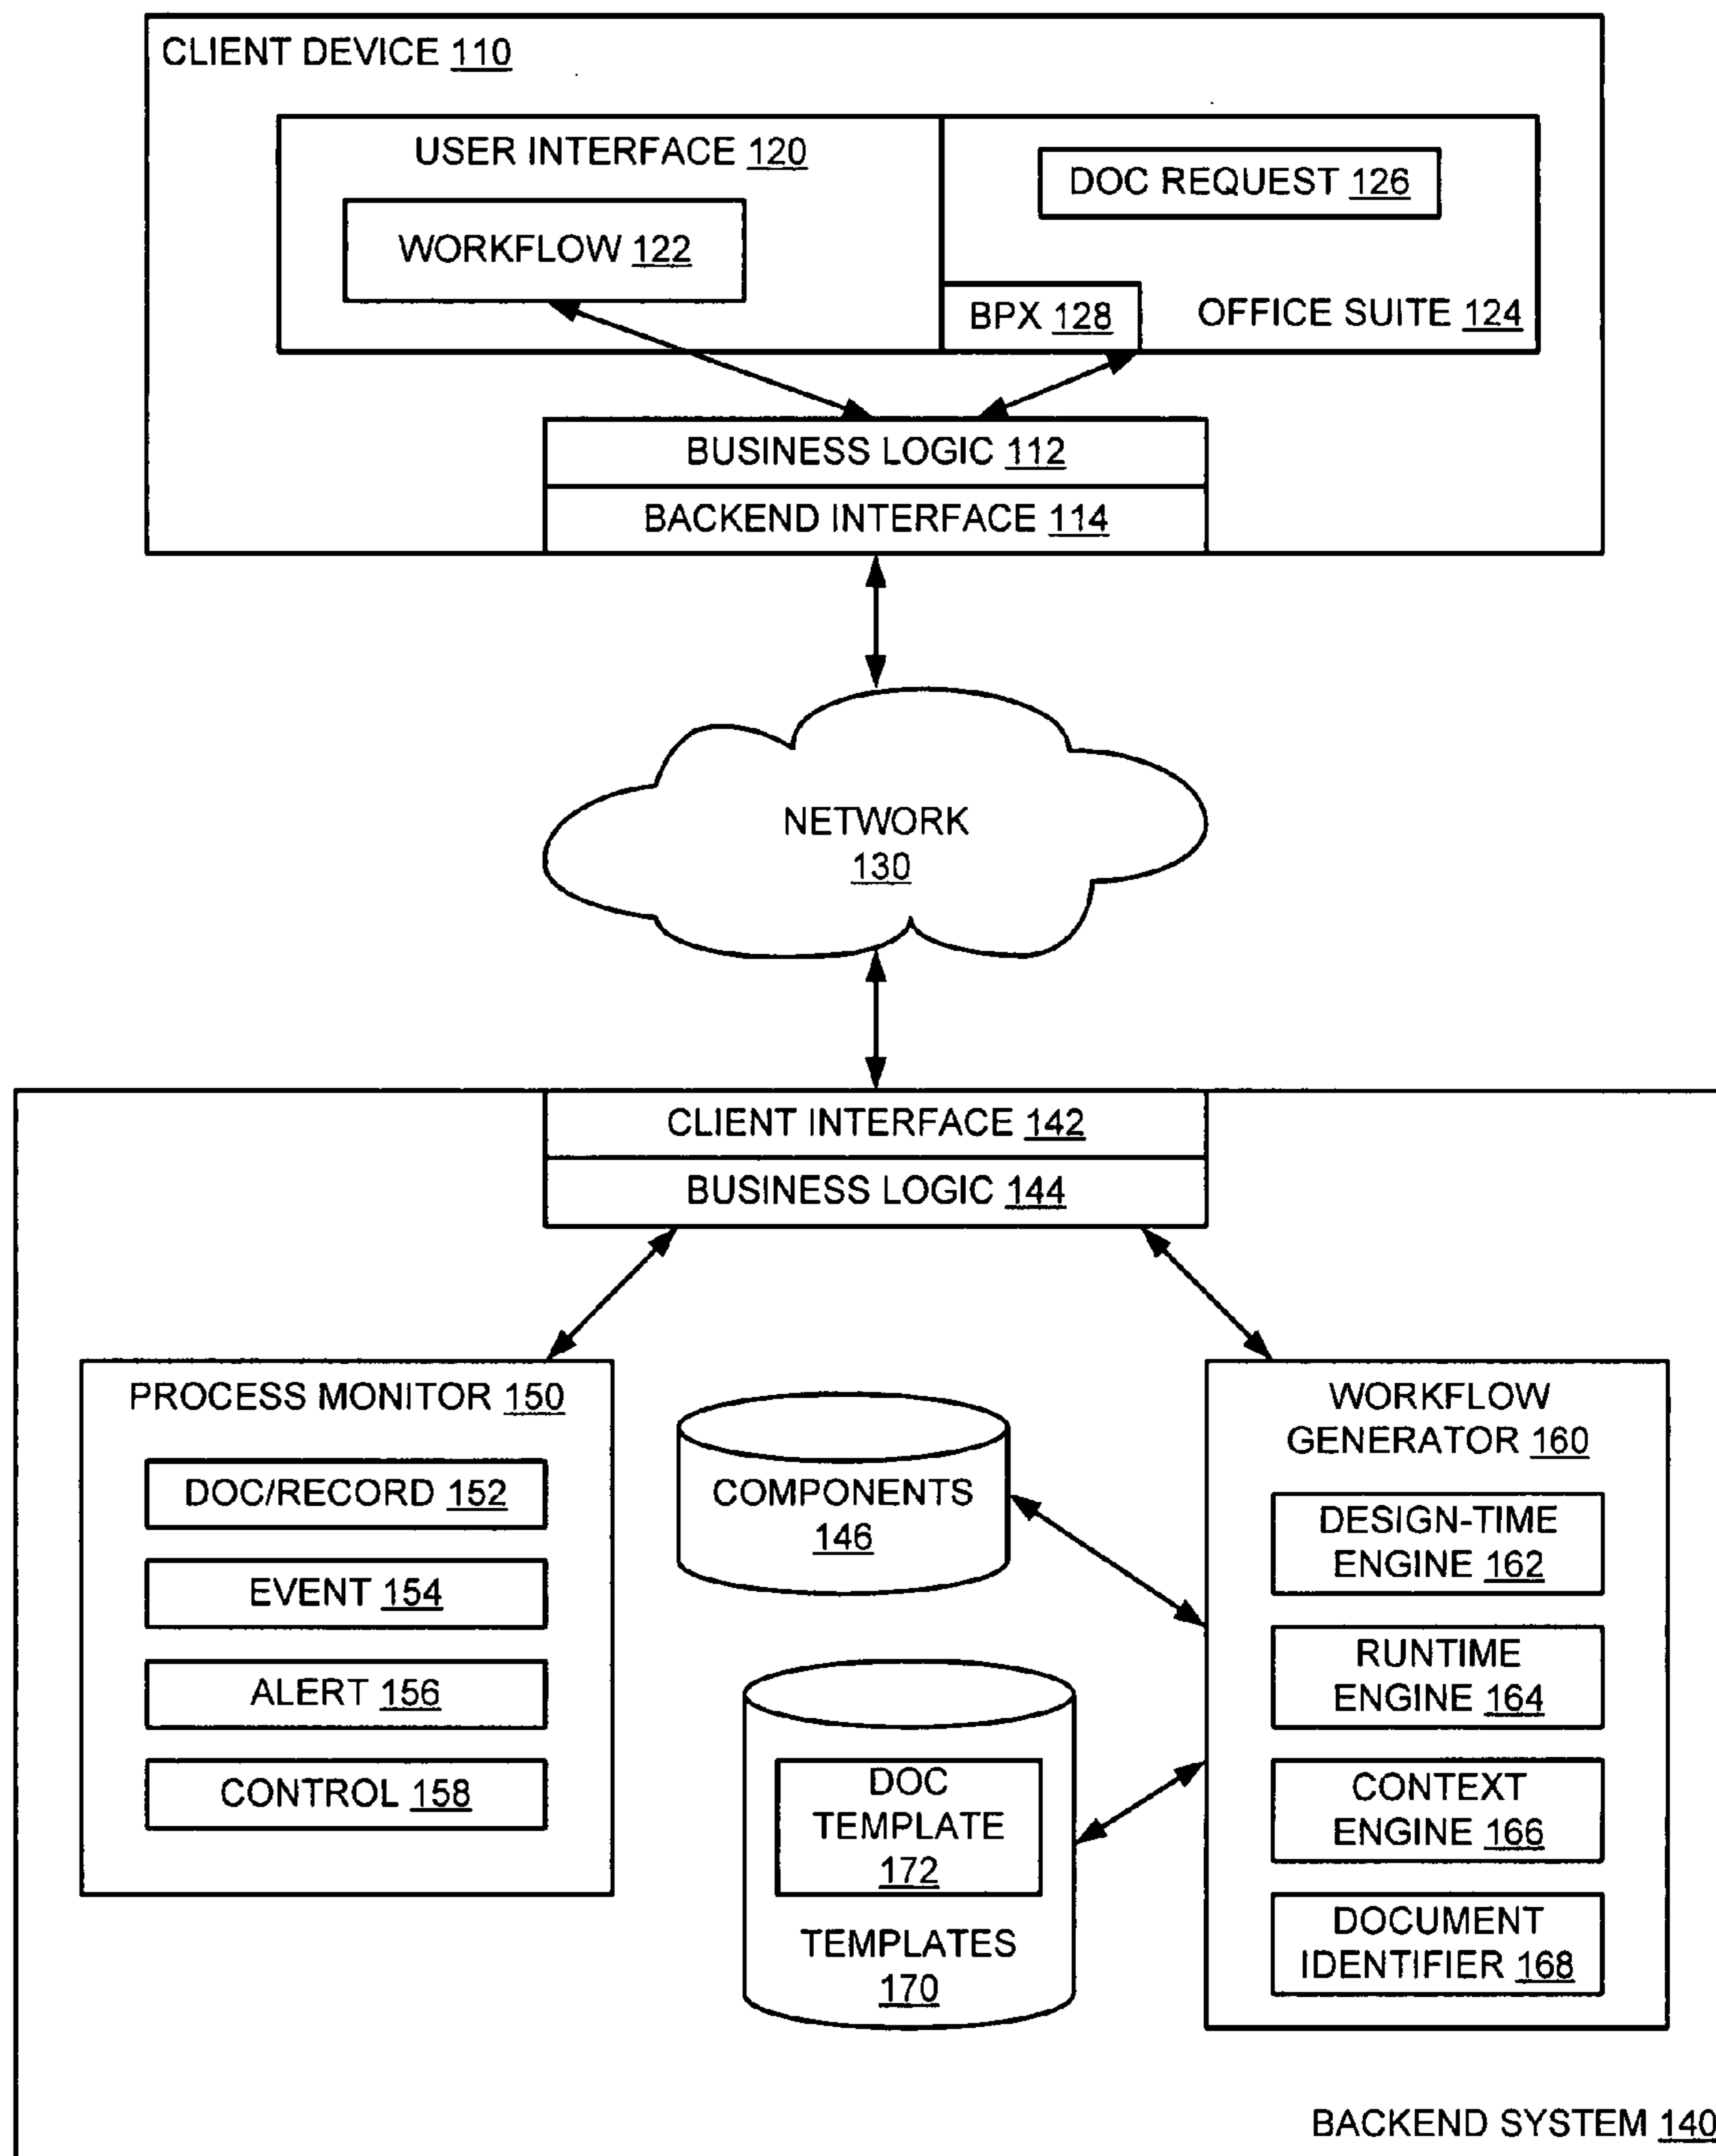 CLIENT DEVICE 110
USER INTERFACE 120
WORKFLOW 122
DOC REQUEST 126
BPX 128
OFFICE SUITE 124
BUSINESS LOGIC 112
BACKEND INTERFACE 114
NETWORK
130
CLIENT INTERFACE 142
BUSINESS LOGIC 144
PROCESS MONITOR 150
DOC/RECORD 152
EVENT 154
ALERT 156
CONTROL 158
COMPONENTS
146
DOC
TEMPLATE
172
TEMPLATES
170
WORKFLOW
GENERATOR 160
DESIGN-TIME
ENGINE 162
RUNTIME
ENGINE 164
CONTEXT
ENGINE 166
DOCUMENT
IDENTIFIER 168
BACKEND SYSTEM 140